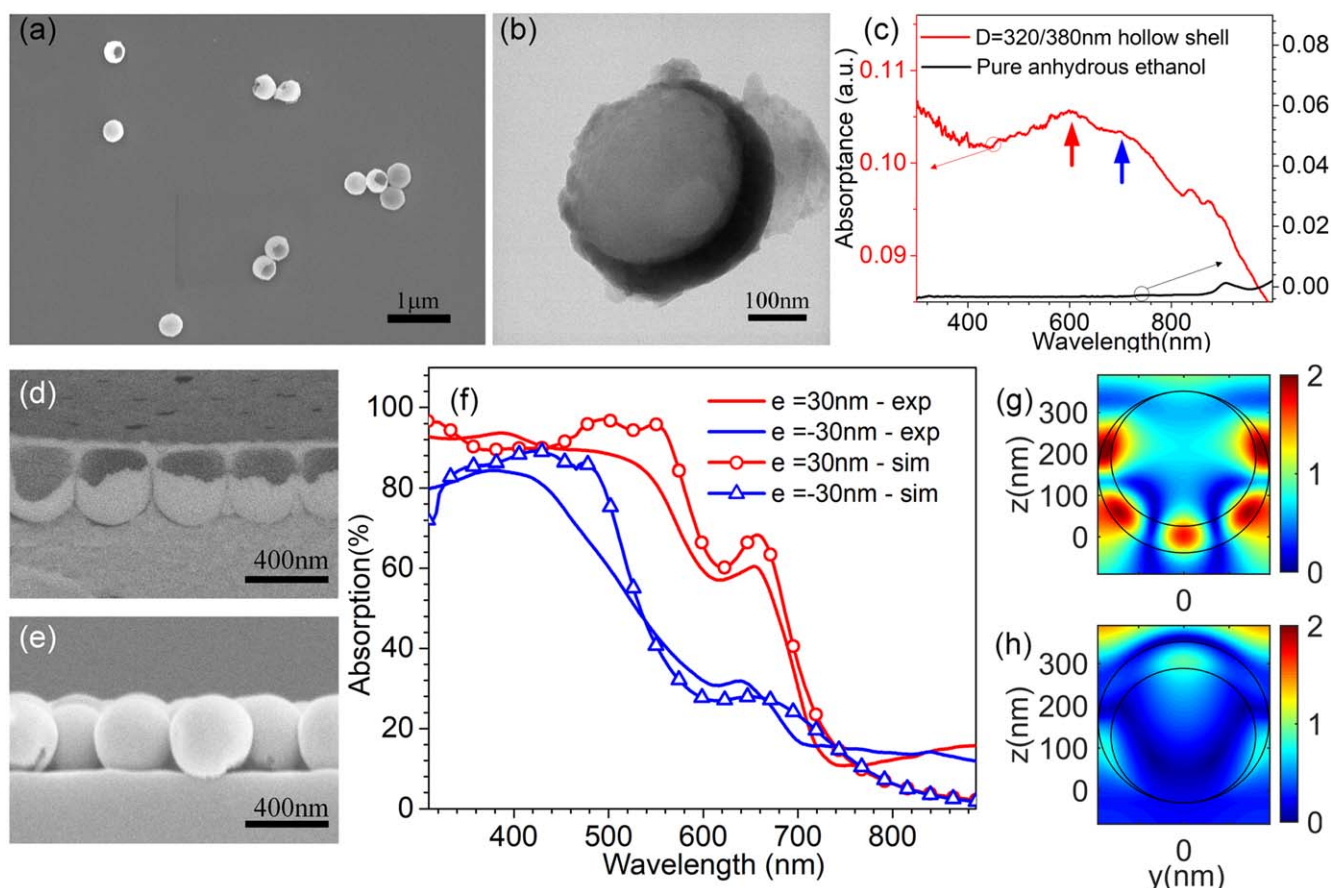 (a)
1μm
(b)
100nm
(c)
D=320/380nm hollow shell
Pure anhydrous ethanol
Absorptance (a.u.)
0.11
0.10
0.09
0.08
0.06
0.04
0.02
0.00
400
600
800
Wavelength(nm)
(d)
400nm
(e)
400nm
(f)
e =30nm - exp
e =-30nm - exp
e =30nm - sim
e =-30nm - sim
Absorption(%)
100
80
60
40
20
0
400
500
600
700
800
Wavelength (nm)
(g)
z(nm)
300
200
100
0
0
2
1
0
(h)
z(nm)
300
200
100
0
0
y(nm)
2
1
0